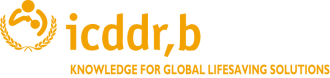 icddr,b
KNOWLEDGE FOR GLOBAL LIFESAVING SOLUTIONS